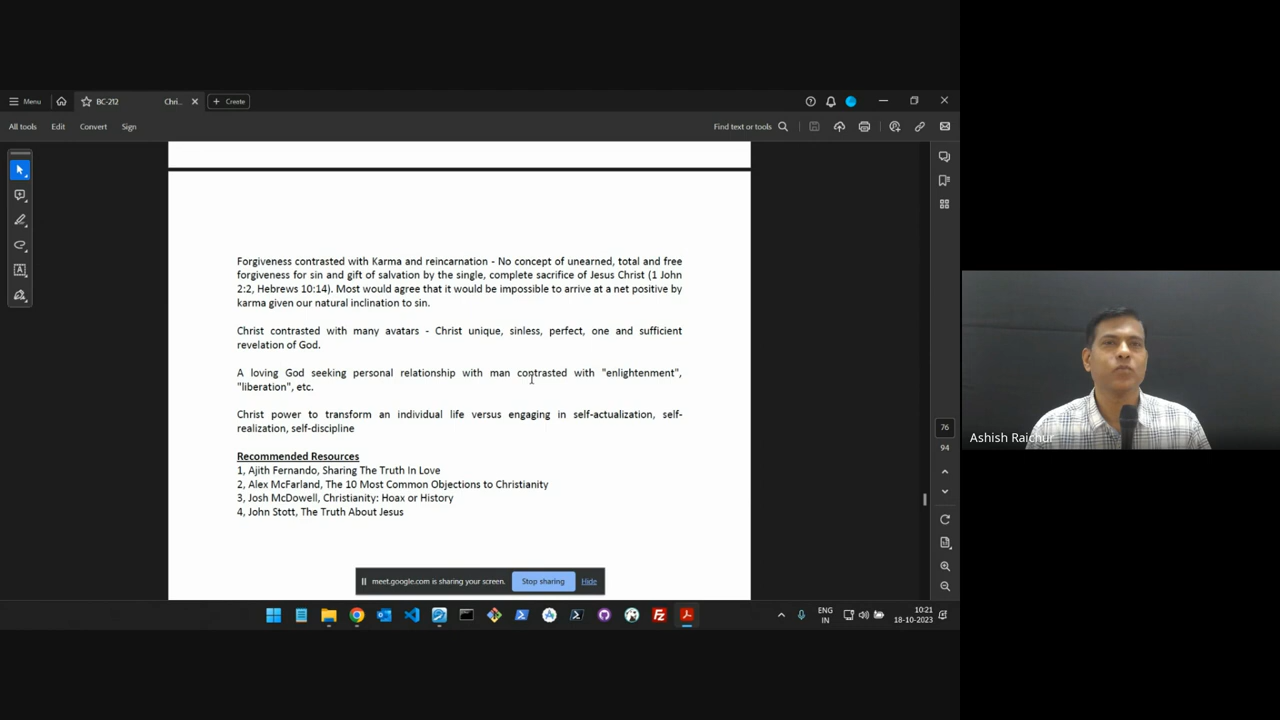 Menu
BC-212
Chri...
Create
All tools
Edit
Convert
Sign
Find text or tools
Forgiveness contrasted with Karma and reincarnation - No concept of unearned, total and free
forgiveness for sin and gift of salvation by the single, complete sacrifice of Jesus Christ (1 John
2:2, Hebrews 10:14). Most would agree that it would be impossible to arrive at a net positive by
karma given our natural inclination to sin.
Christ contrasted with many avatars - Christ unique, sinless, perfect, one and sufficient
revelation of God.
A loving God seeking personal relationship with man contrasted with "enlightenment",
"liberation", etc.
Christ power to transform an individual life versus engaging in self-actualization, self-
realization, self-discipline
Recommended Resources
1, Ajith Fernando, Sharing The Truth In Love
2, Alex McFarland, The 10 Most Common Objections to Christianity
3, Josh McDowell, Christianity: Hoax or History
4, John Stott, The Truth About Jesus
76
94
Ashish Raichur
meet.google.com is sharing your screen.
Stop sharing
Hide
ENG
IN
10:21
18-10-2023